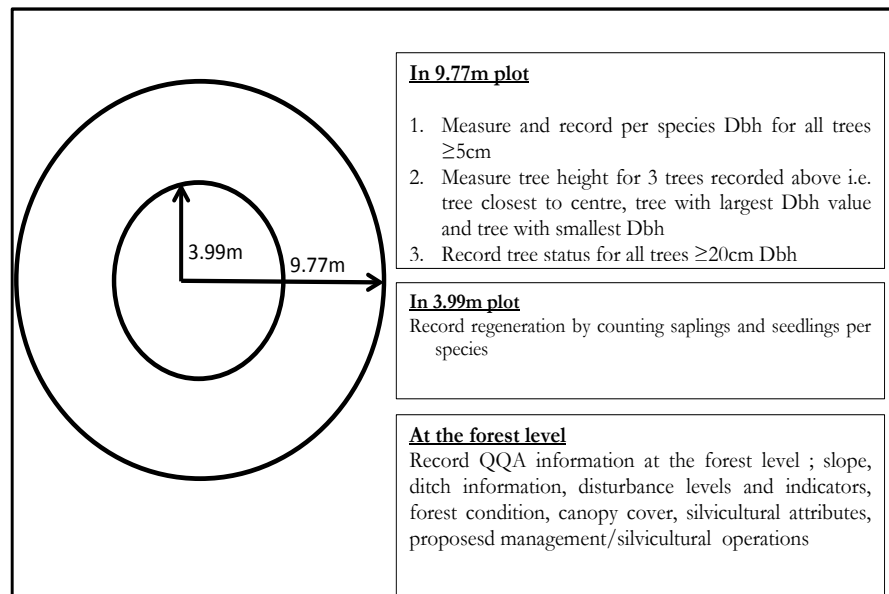 3.99m
9.77m
In 9.77m plot
1. Measure and record per species Dbh for all trees
≥5cm
2. Measure tree height for 3 trees recorded above i.e.
tree closest to centre, tree with largest Dbh value
and tree with smallest Dbh
3. Record tree status for all trees ≥20cm Dbh
In 3.99m plot
Record regeneration by counting saplings and seedlings per
species
At the forest level
Record QQA information at the forest level ; slope,
ditch information, disturbance levels and indicators,
forest condition, canopy cover, silvicultural attributes,
proposesd management/silvicultural operations